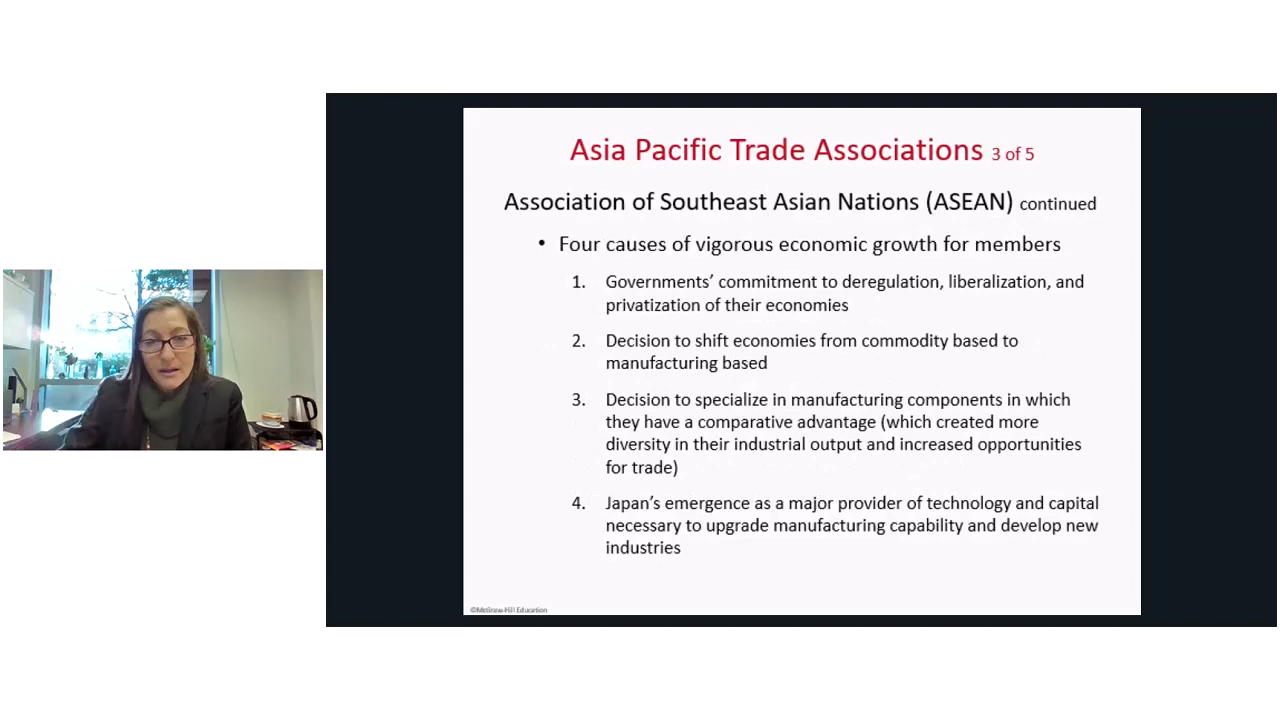 Asia Pacific Trade Associations 3 of 5
Association of Southeast Asian Nations (ASEAN) continued
• Four causes of vigorous economic growth for members
1. Governments’ commitment to deregulation, liberalization, and
privatization of their economies
2. Decision to shift economies from commodity based to
manufacturing based
3. Decision to specialize in manufacturing components in which
they have a comparative advantage (which created more
diversity in their industrial output and increased opportunities
for trade)
4. Japan’s emergence as a major provider of technology and capital
necessary to upgrade manufacturing capability and develop new
industries
©McGraw-Hill Education